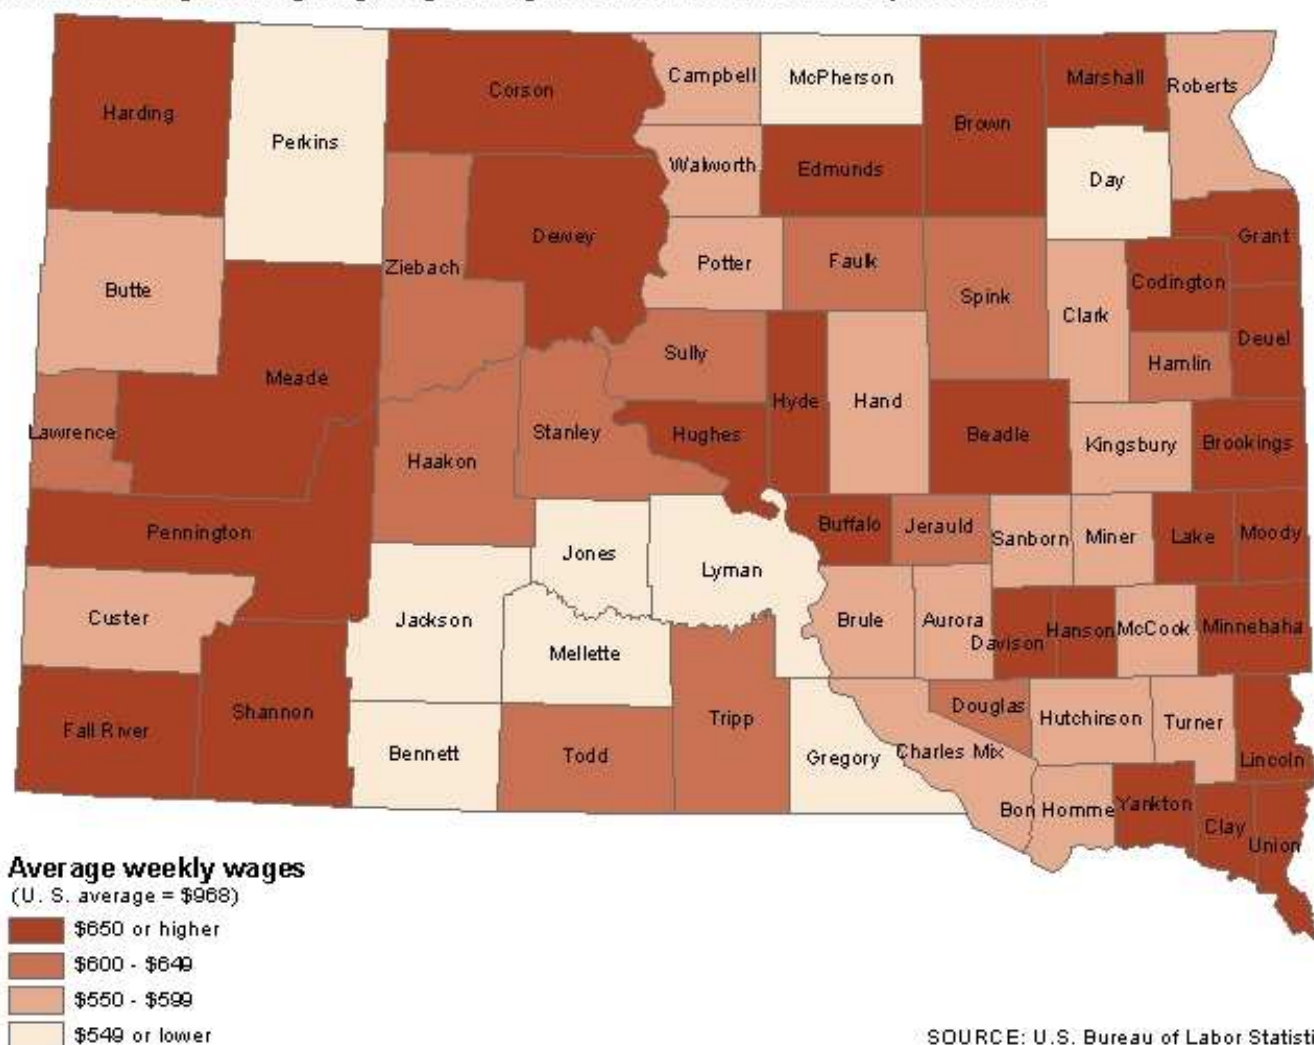 Campbell
McPherson
Marshall
Roberts
Harding
Corson
Brown
Perkins
Walworth
Edmunds
Day
Dewey
Grant
Ziebach
Potter
Faulk
Butte
Codington
Spink
Clark
Deuel
Sully
Hamlin
Meade
Hyde
Hand
Lawrence
Stanley
Hughes
Beadle
Kingsbury
Brookings
Haakon
Pennington
Buffalo
Jerauld
Sanborn
Miner
Lake
Moody
Jones
Lyman
Custer
Jackson
Brule
Aurora
Davison
Hanson
McCook
Minnehaha
Mellette
Fall River
Shannon
Tripp
Douglas
Hutchinson
Turner
Bennett
Todd
Gregory
Charles Mix
Lincoln
Bon Homme
Yankton
Clay
Union
Average weekly wages
(U. S. average = $968)
$650 or higher
$600 - $649
$550 - $599
$549 or lower
SOURCE: U.S. Bureau of Labor Statisti